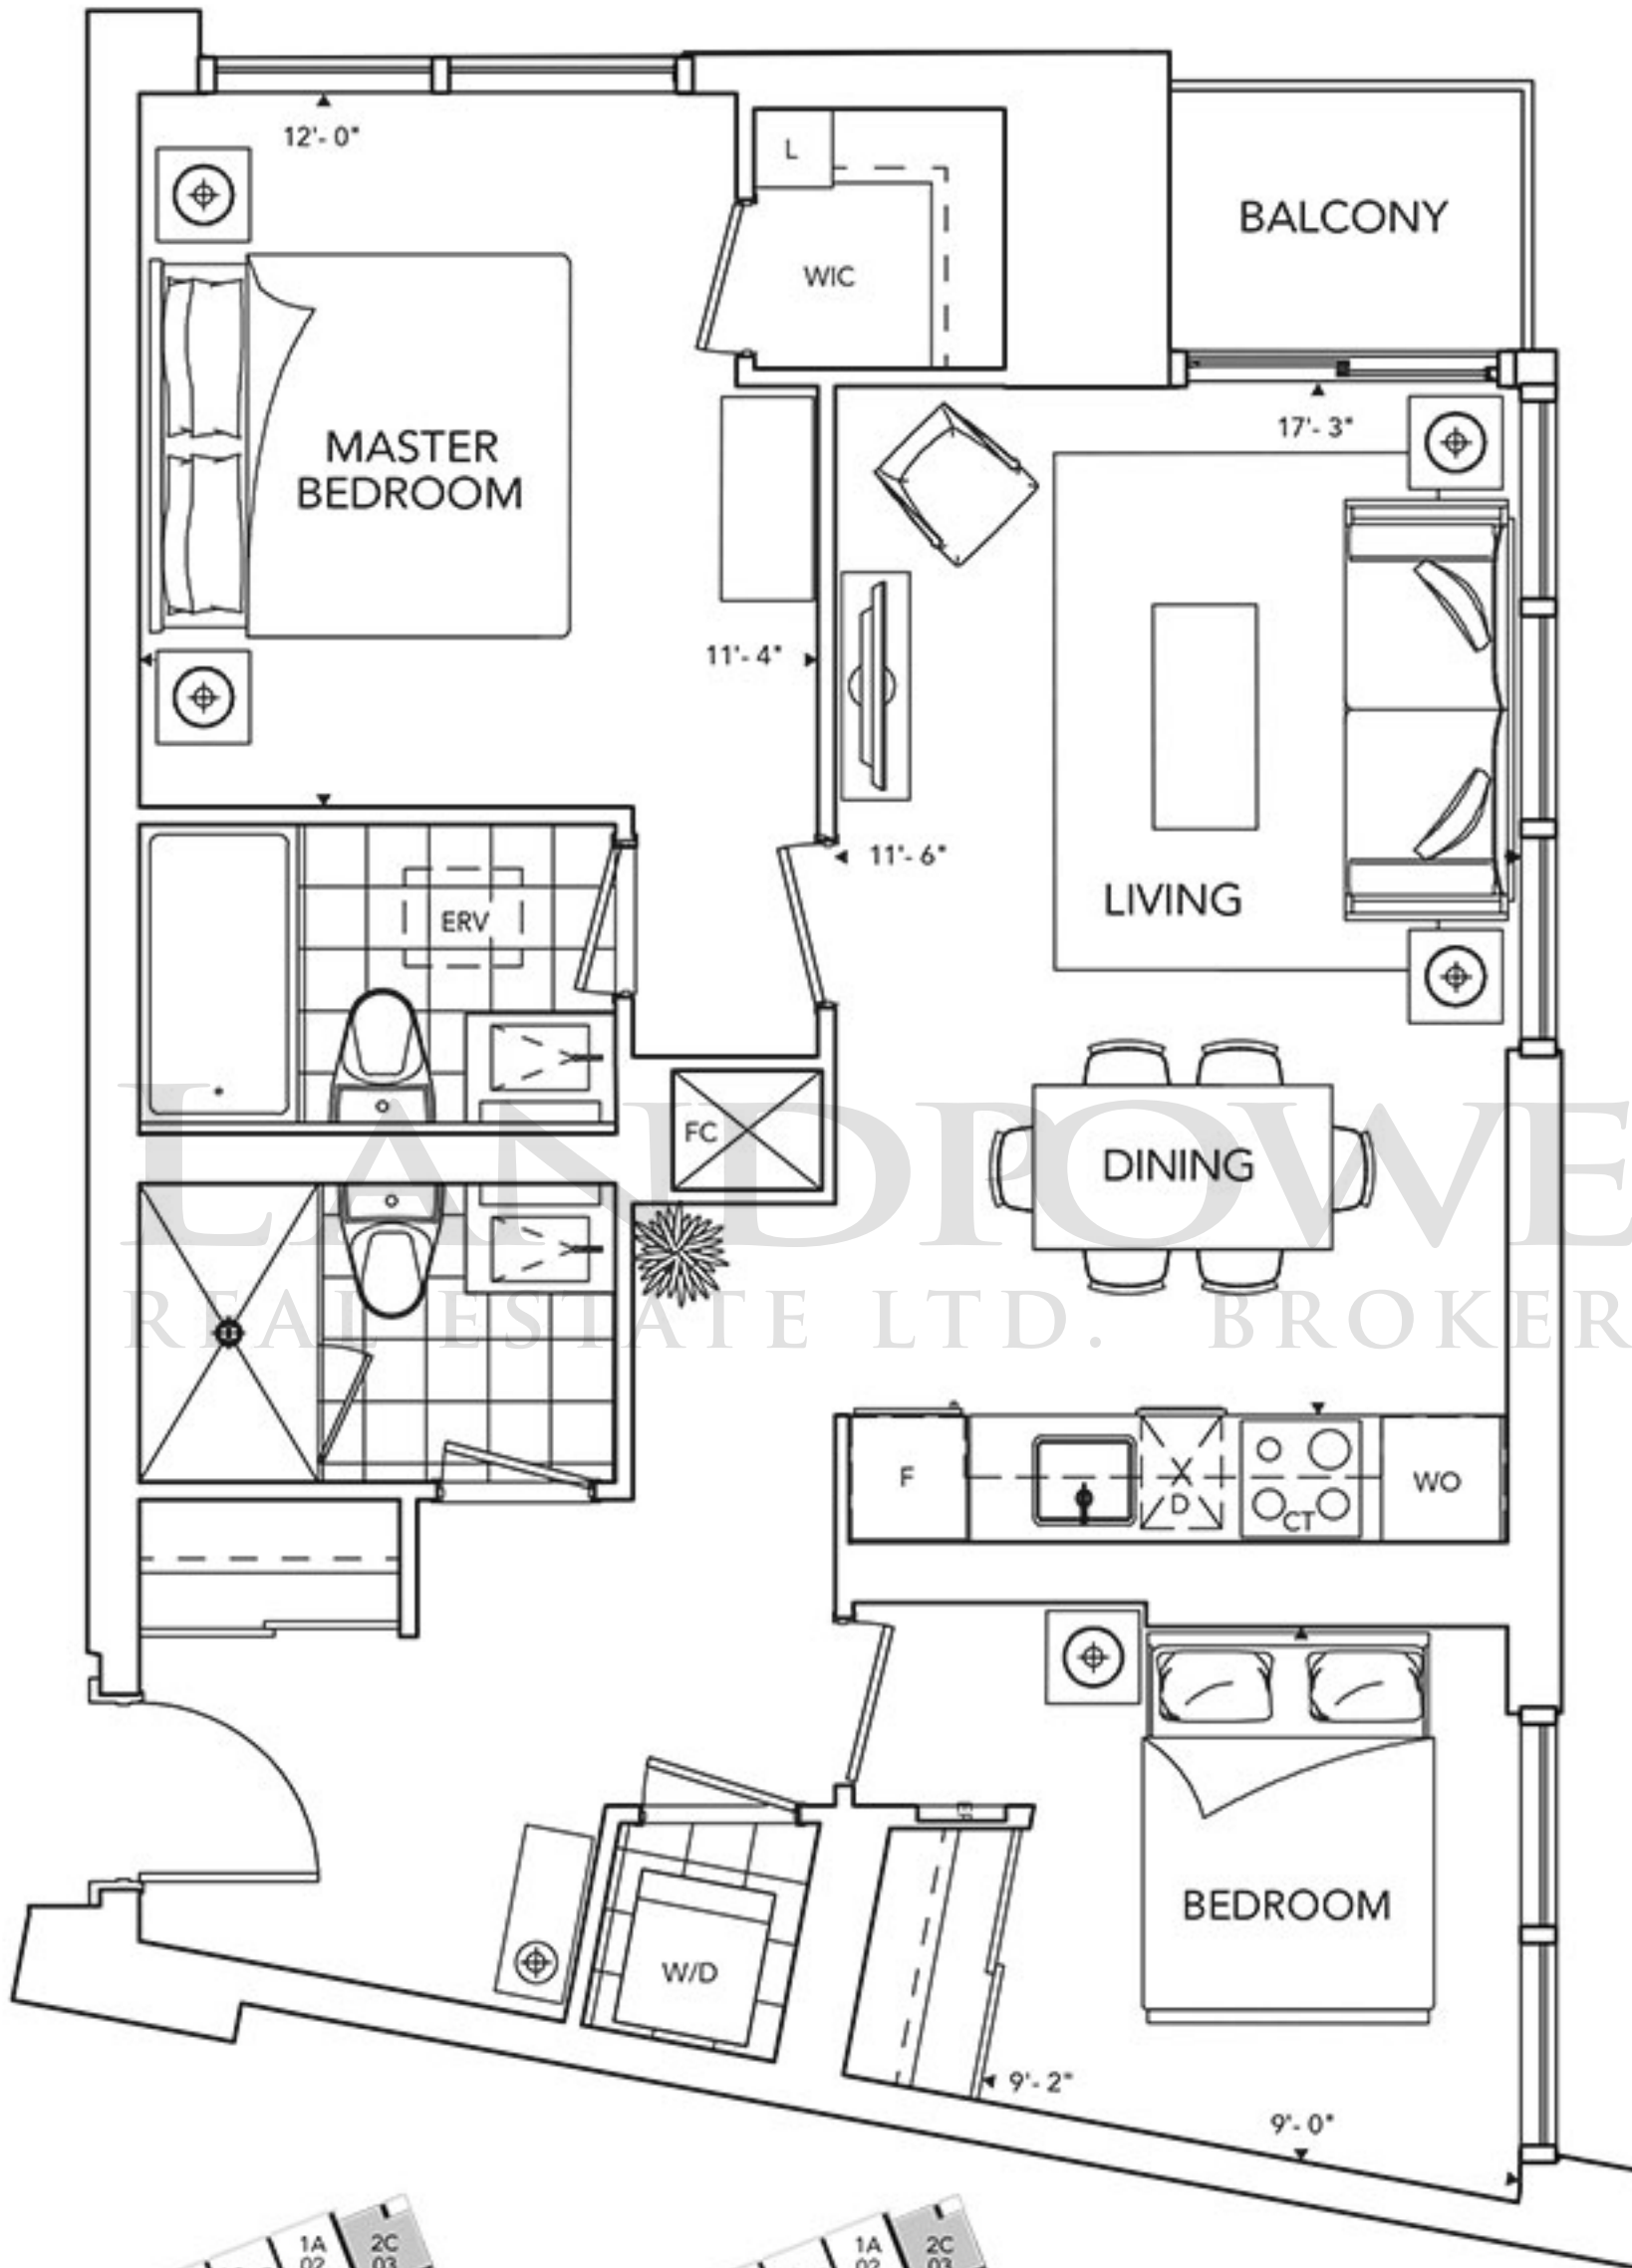 12'- 0"
L
BALCONY
WIC
17'- 3"
MASTER
BEDROOM
11'- 4"
11'- 6"
LIVING
ERV
FC
DINING
LANDPOWE
REAL ESTATE LTD. BROKER
F
D
CT
WO
BEDROOM
W/D
9'- 2"
9'- 0"
1A
2C
1A
2C
02
03
02
03